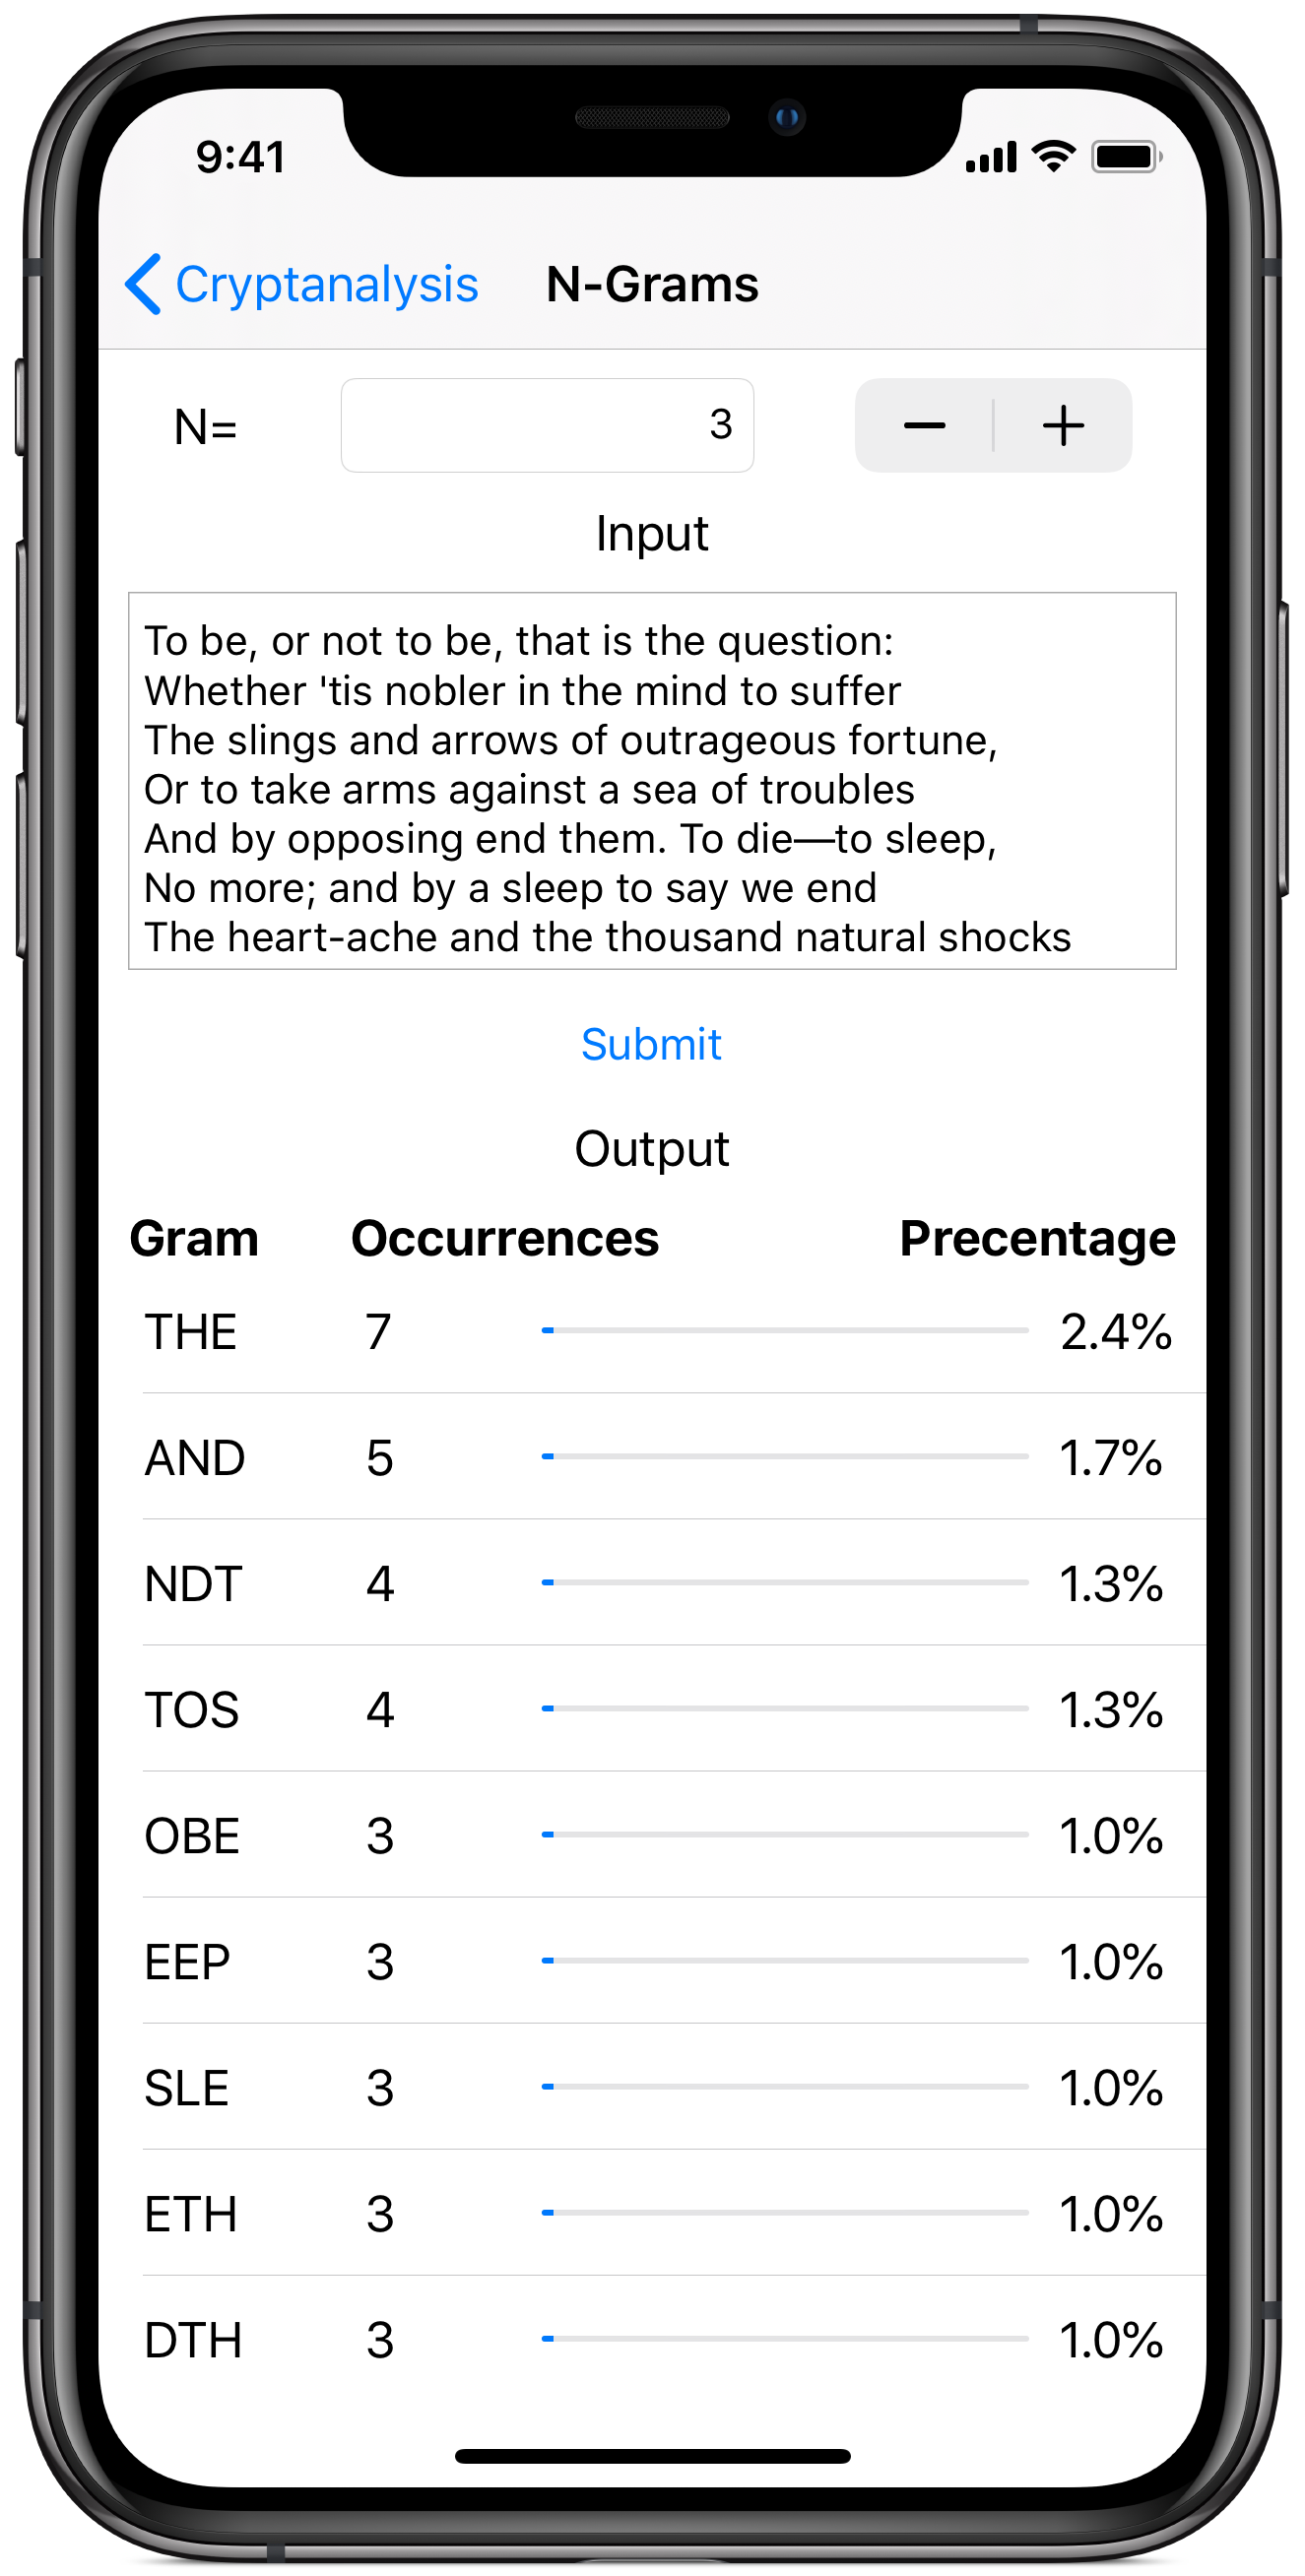 9:41
Cryptanalysis N-Grams
N= 3 − +
Input
To be, or not to be, that is the question:
Whether 'tis nobler in the mind to suffer
The slings and arrows of outrageous fortune,
Or to take arms against a sea of troubles
And by opposing end them. To die—to sleep,
No more; and by a sleep to say we end
The heart-ache and the thousand natural shocks
Submit
Output
Gram Occurrences Precentage
THE 7 2.4%
AND 5 1.7%
NDT 4 1.3%
TOS 4 1.3%
OBE 3 1.0%
EEP 3 1.0%
SLE 3 1.0%
ETH 3 1.0%
DTH 3 1.0%